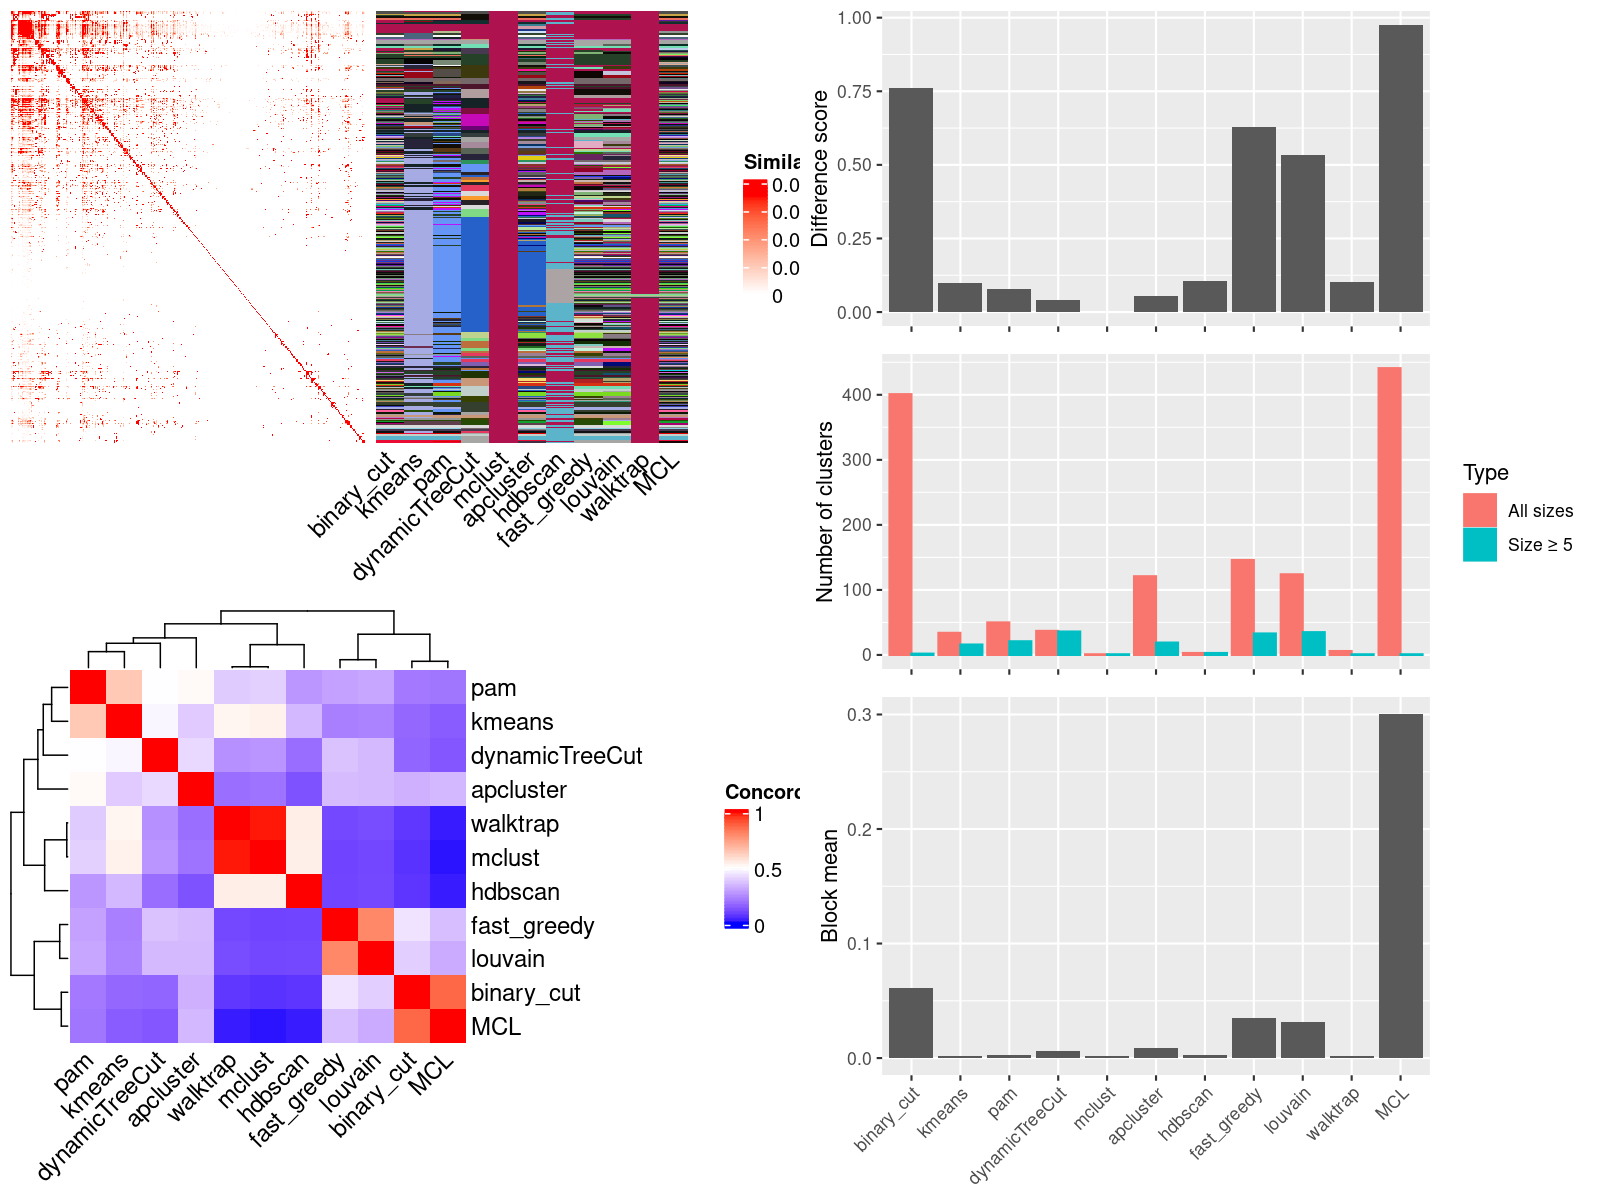 Simila
0.0
0.0
0.0
0.0
0
binary_cut
kmeans
pam
dynamicTreeCut
mclust
apcluster
hdbscan
fast_greedy
louvain
walktrap
MCL
pam
kmeans
dynamicTreeCut
apcluster
walktrap
mclust
hdbscan
fast_greedy
louvain
binary_cut
MCL
pam
kmeans
dynamicTreeCut
apcluster
walktrap
mclust
hdbscan
fast_greedy
louvain
binary_cut
MCL
Concord
1
0.5
0
Difference score
1.00
0.75
0.50
0.25
0.00
Number of clusters
400
300
200
100
0
Type
All sizes
Size ≥ 5
Block mean
0.3
0.2
0.1
0.0
binary_cut
kmeans
pam
dynamicTreeCut
mclust
apcluster
hdbscan
fast_greedy
louvain
walktrap
MCL